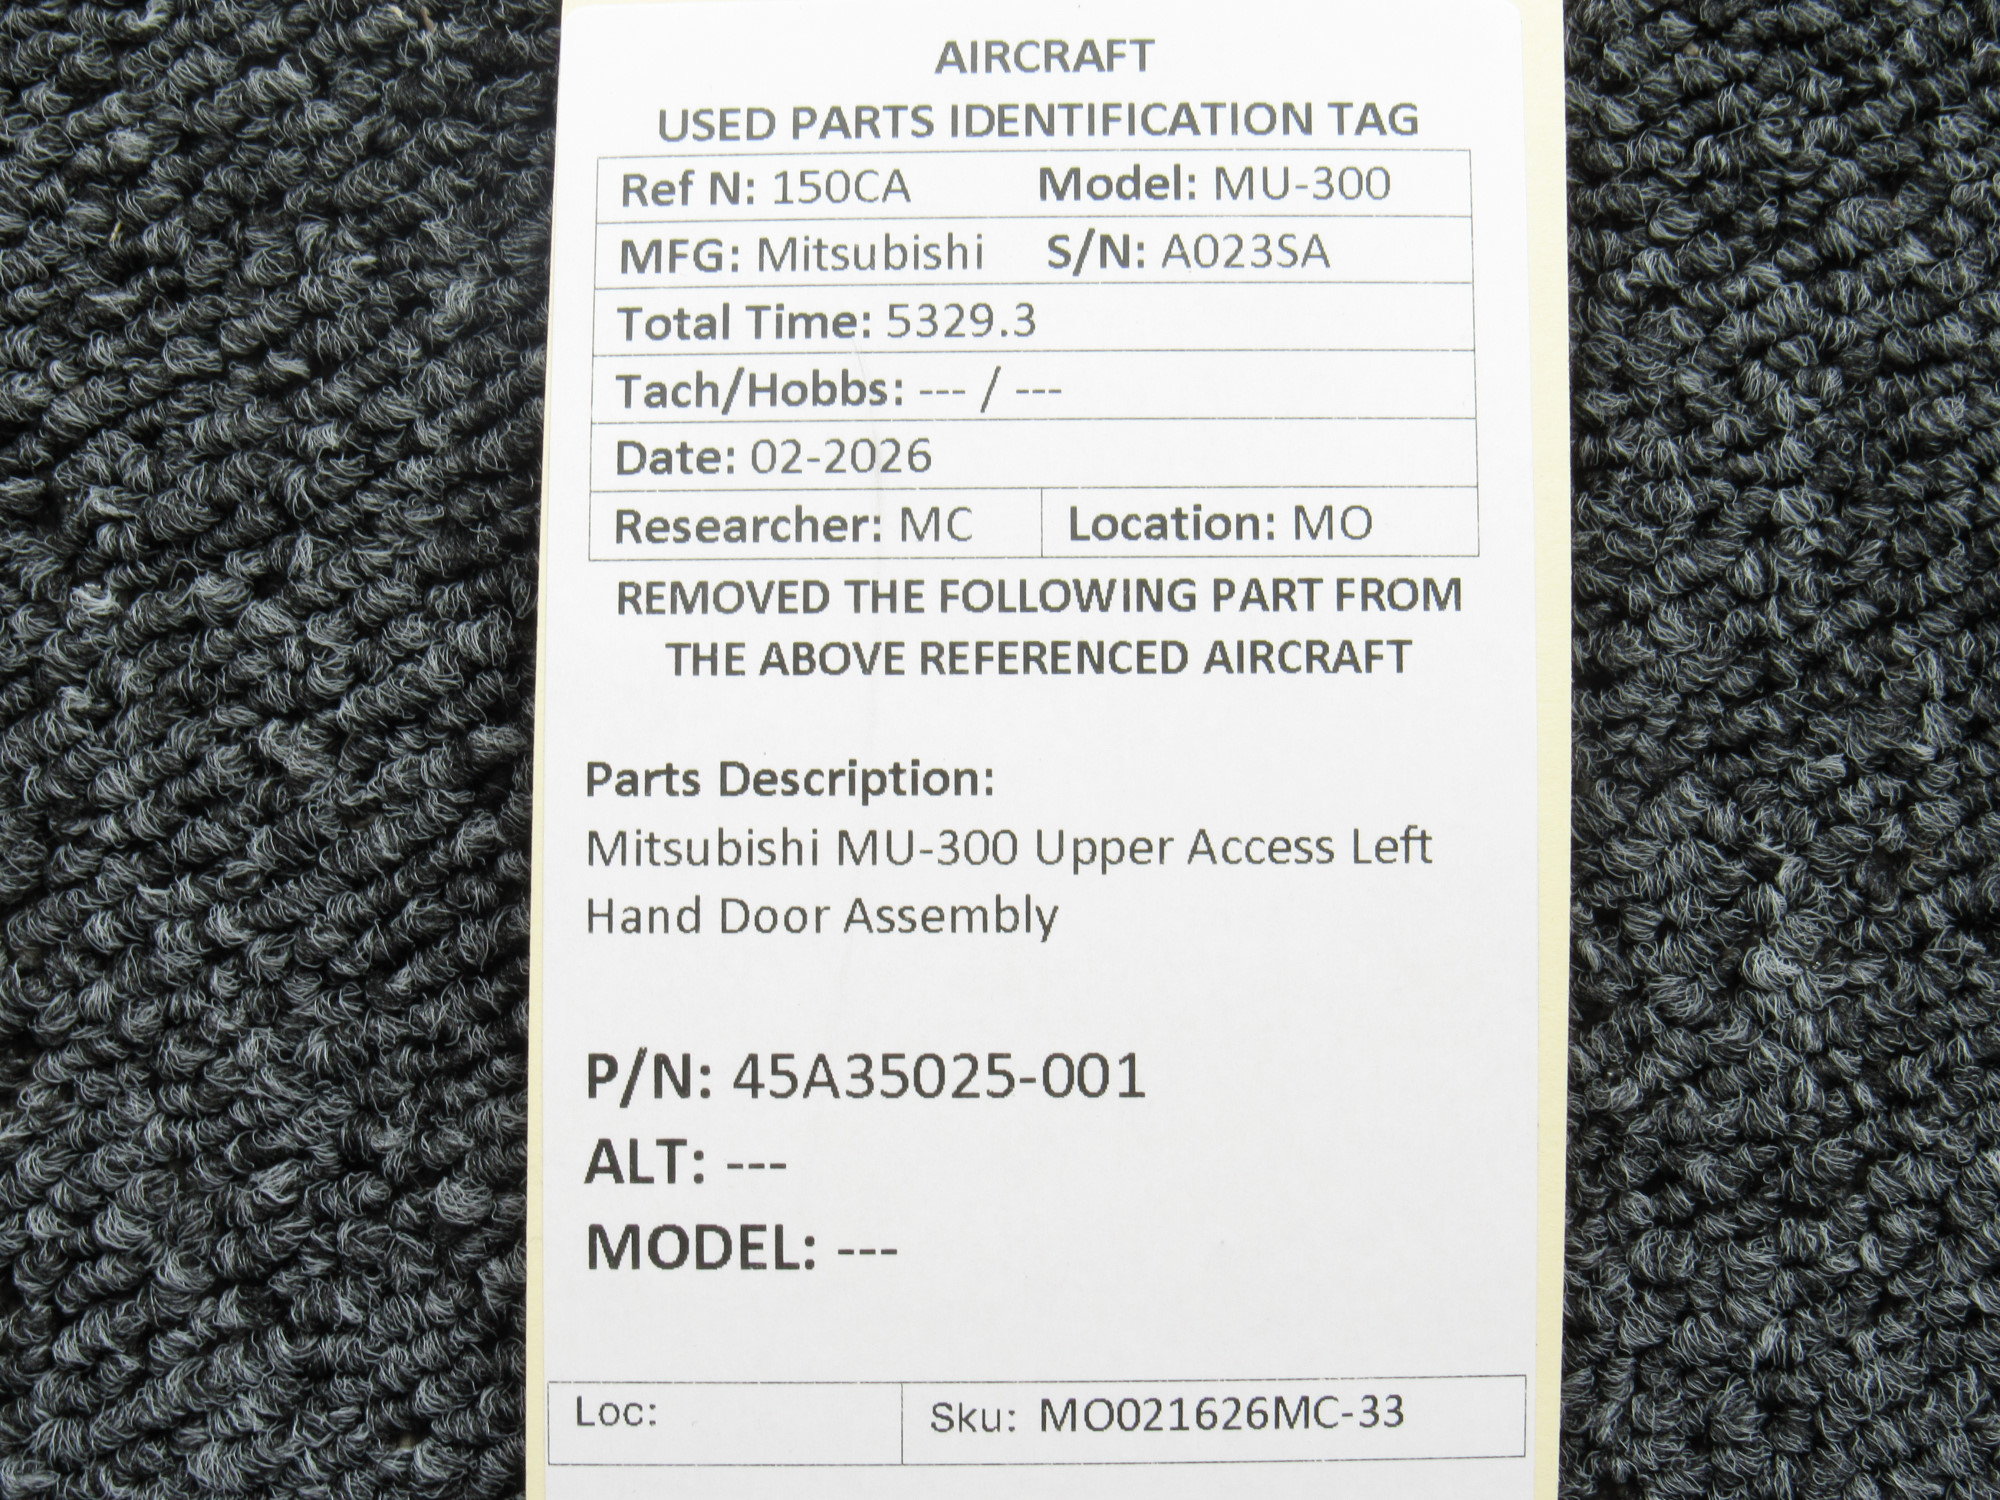 AIRCRAFT
USED PARTS IDENTIFICATION TAG
Ref N: 150CA Model: MU-300
MFG: Mitsubishi S/N: A023SA
Total Time: 5329.3
Tach/Hobbs: --- / ---
Date: 02-2026
Researcher: MC Location: MO
REMOVED THE FOLLOWING PART FROM
THE ABOVE REFERENCED AIRCRAFT
Parts Description:
Mitsubishi MU-300 Upper Access Left
Hand Door Assembly
P/N: 45A35025-001
ALT: ---
MODEL: ---
Loc: Sku: MO021626MC-33